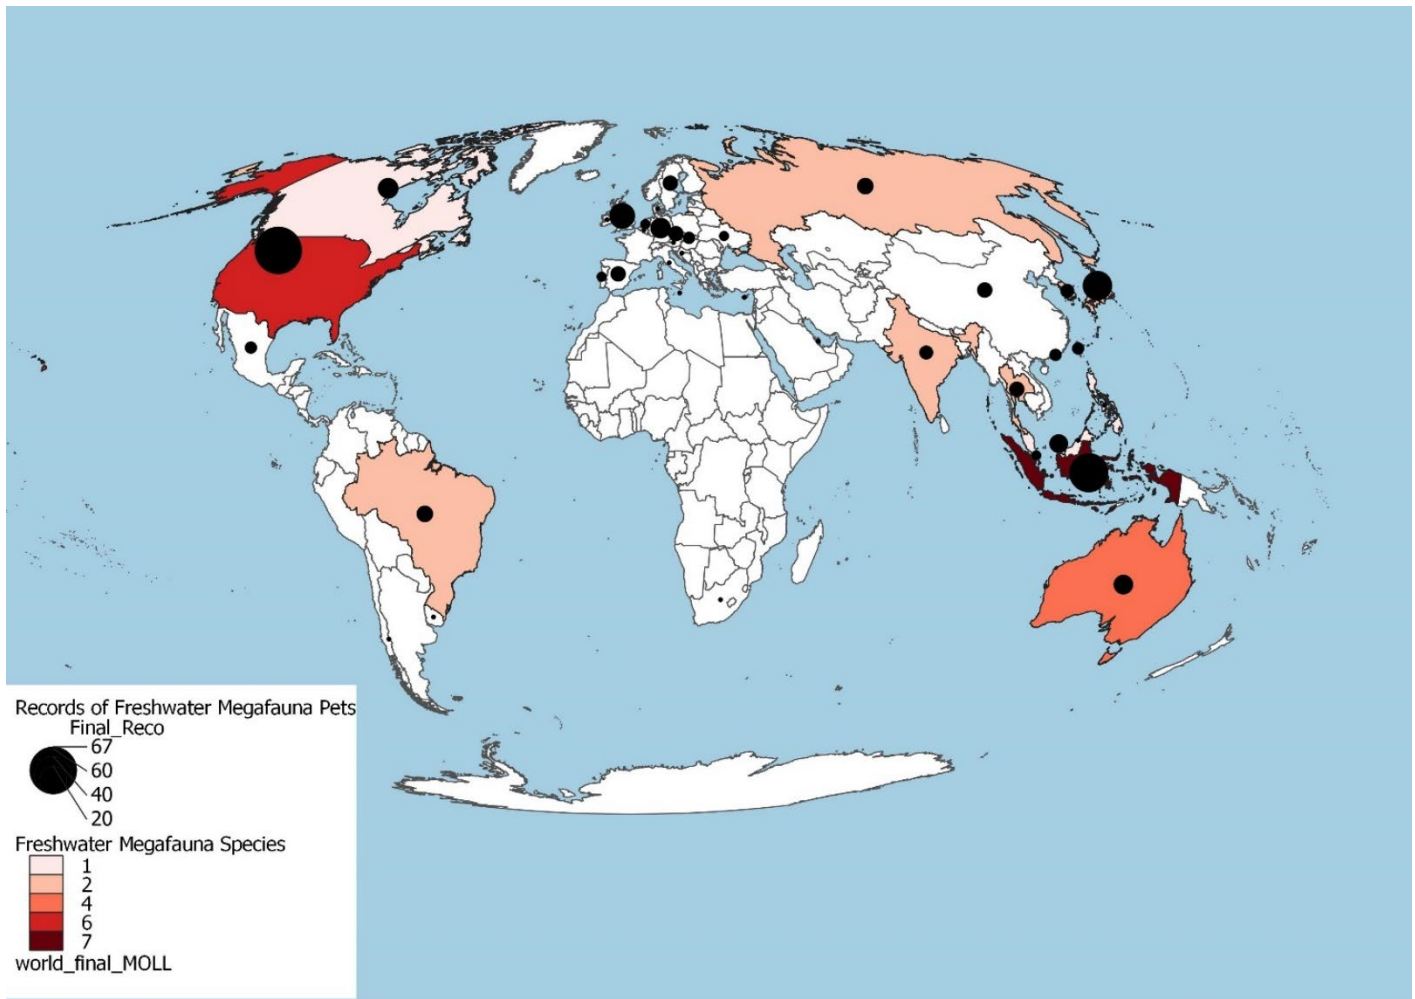 Records of Freshwater Megafauna Pets
Final_Reco
67
60
40
20
Freshwater Megafauna Species
1
2
4
6
7
world_final_MOLL